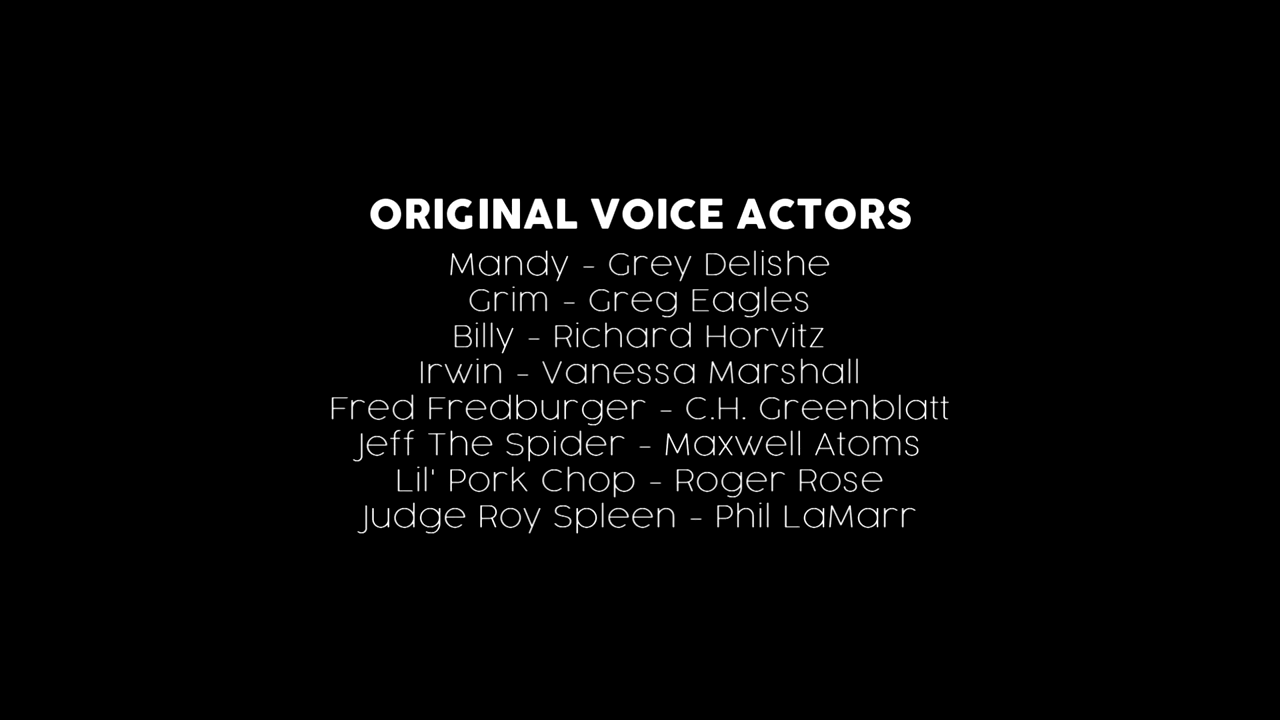 ORIGINAL VOICE ACTORS
Mandy - Grey Delishe
Grim - Greg Eagles
Billy - Richard Horvitz
Irwin - Vanessa Marshall
Fred Fredburger - C.H. Greenblatt
Jeff The Spider - Maxwell Atoms
Lil' Pork Chop - Roger Rose
Judge Roy Spleen - Phil LaMarr